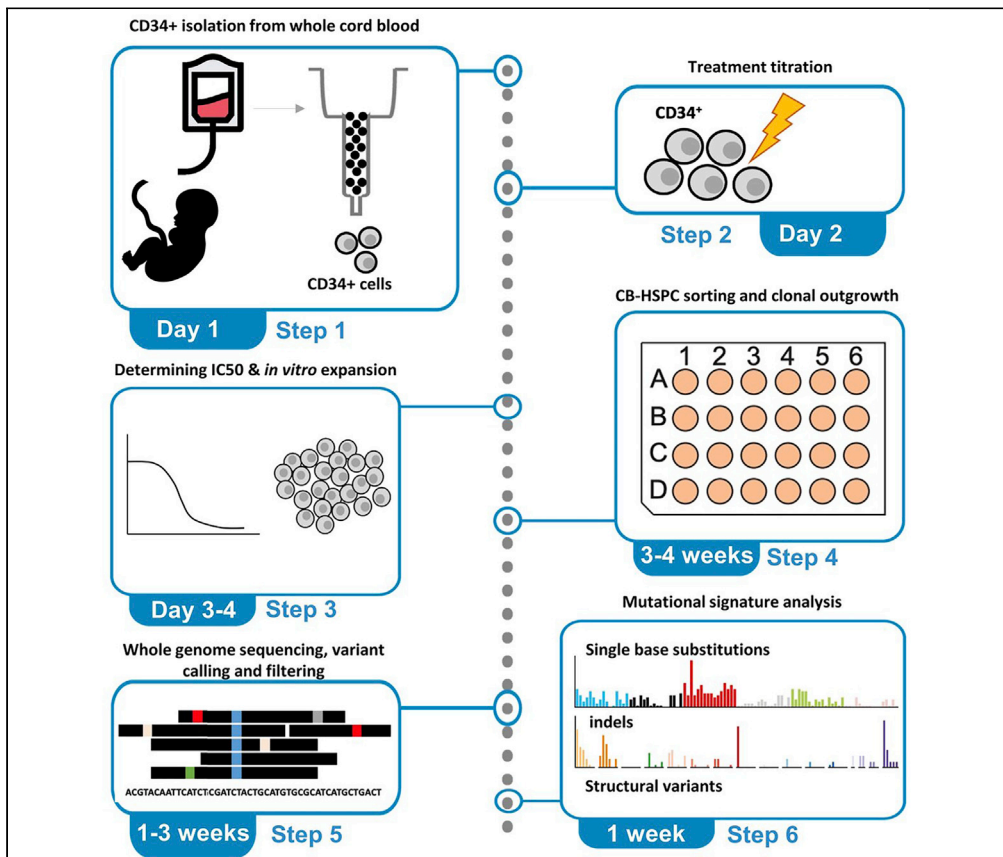 CD34+ isolation from whole cord blood
CD34+ cells
Day 1 Step 1
Treatment titration
CD34⁺
Step 2 Day 2
Determining IC50 & in vitro expansion
Day 3-4 Step 3
CB-HSPC sorting and clonal outgrowth
1 2 3 4 5 6
A
B
C
D
3-4 weeks Step 4
Whole genome sequencing, variant
calling and filtering
ACGTACAATTCATCTCGATCTACTGCATGTGCGCATCATGCTGACT
1-3 weeks Step 5
Mutational signature analysis
Single base substitutions
indels
Structural variants
1 week Step 6